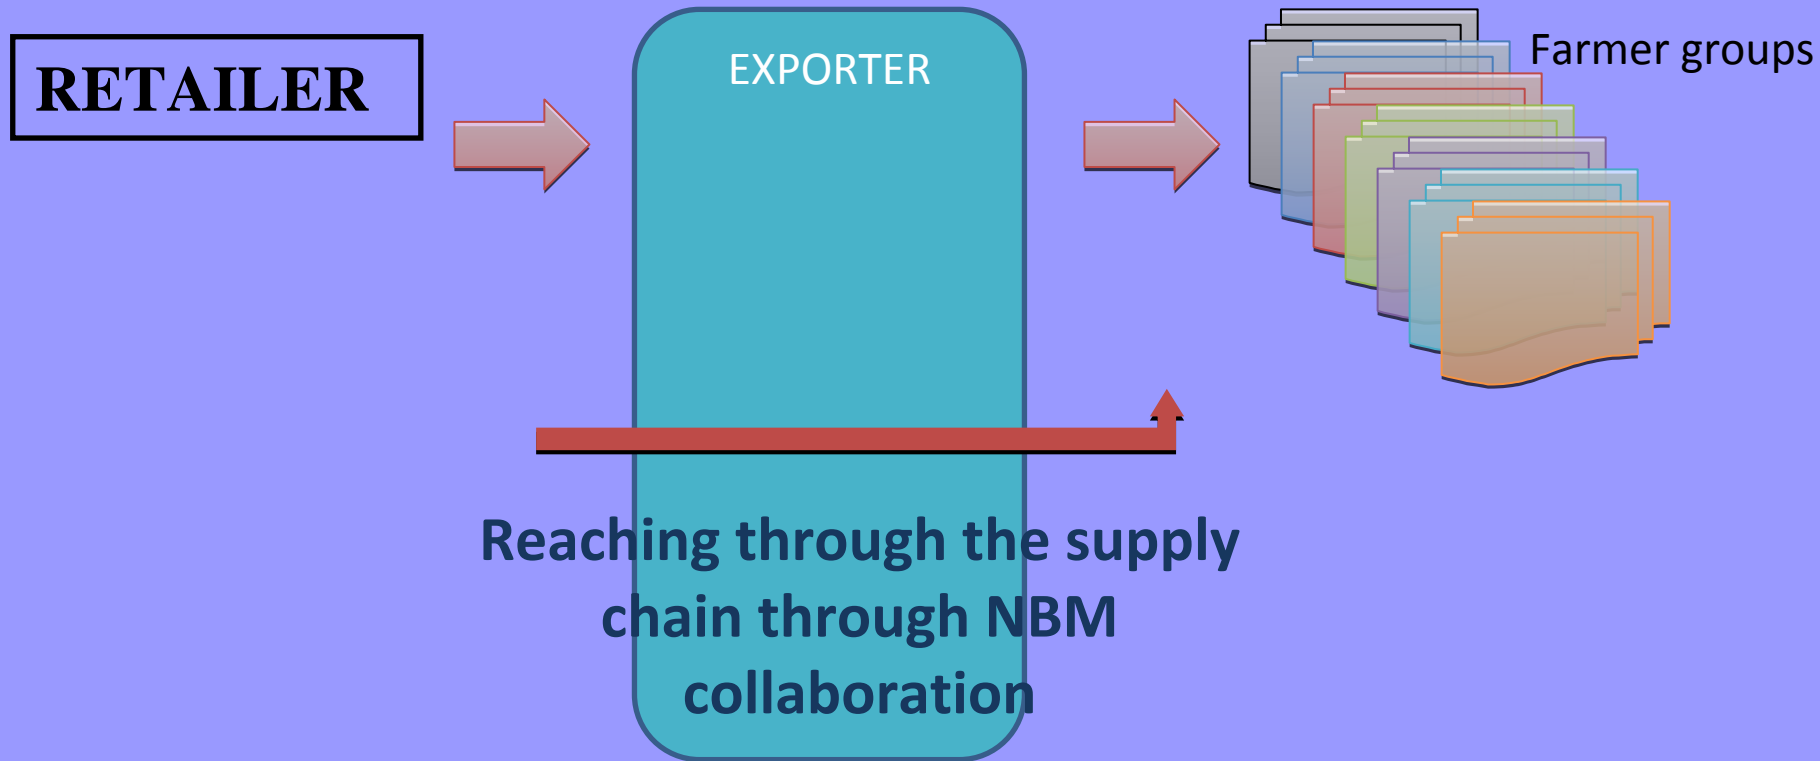 RETAILER
EXPORTER
Farmer groups
Reaching through the supply
chain through NBM
collaboration